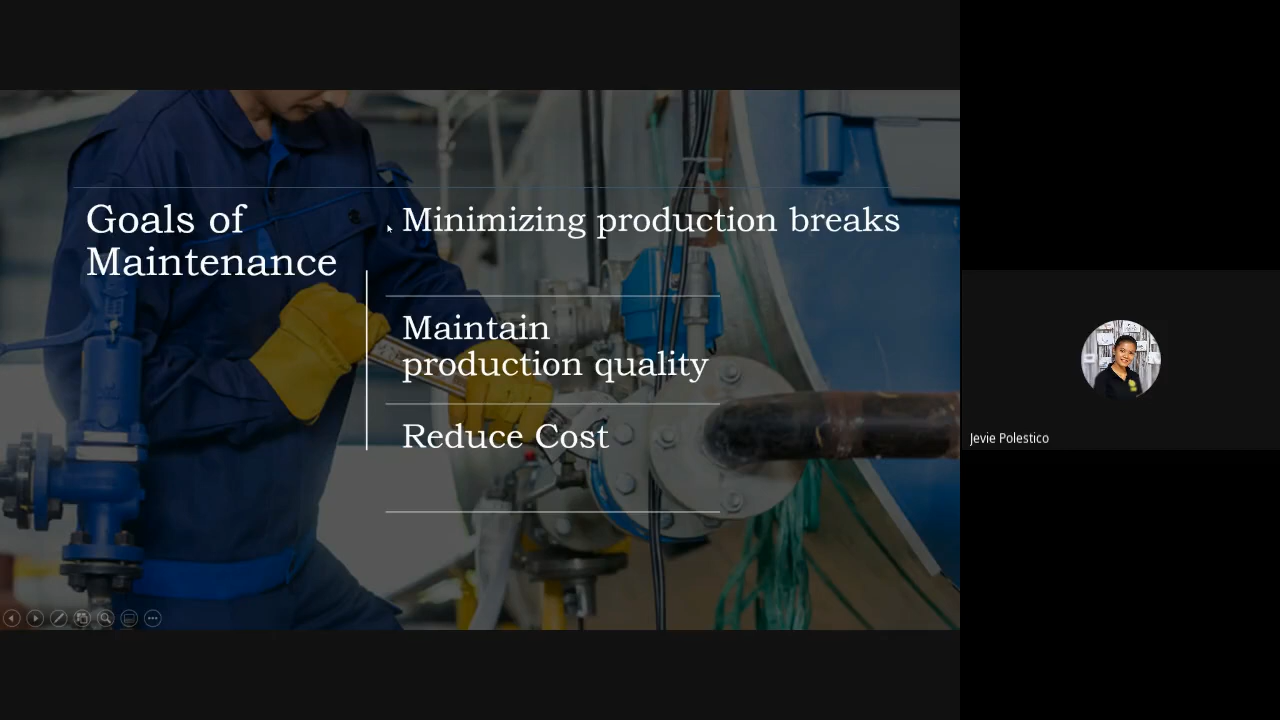 Goals of
Maintenance
Minimizing production breaks
Maintain
production quality
Reduce Cost
Jevie Polestico